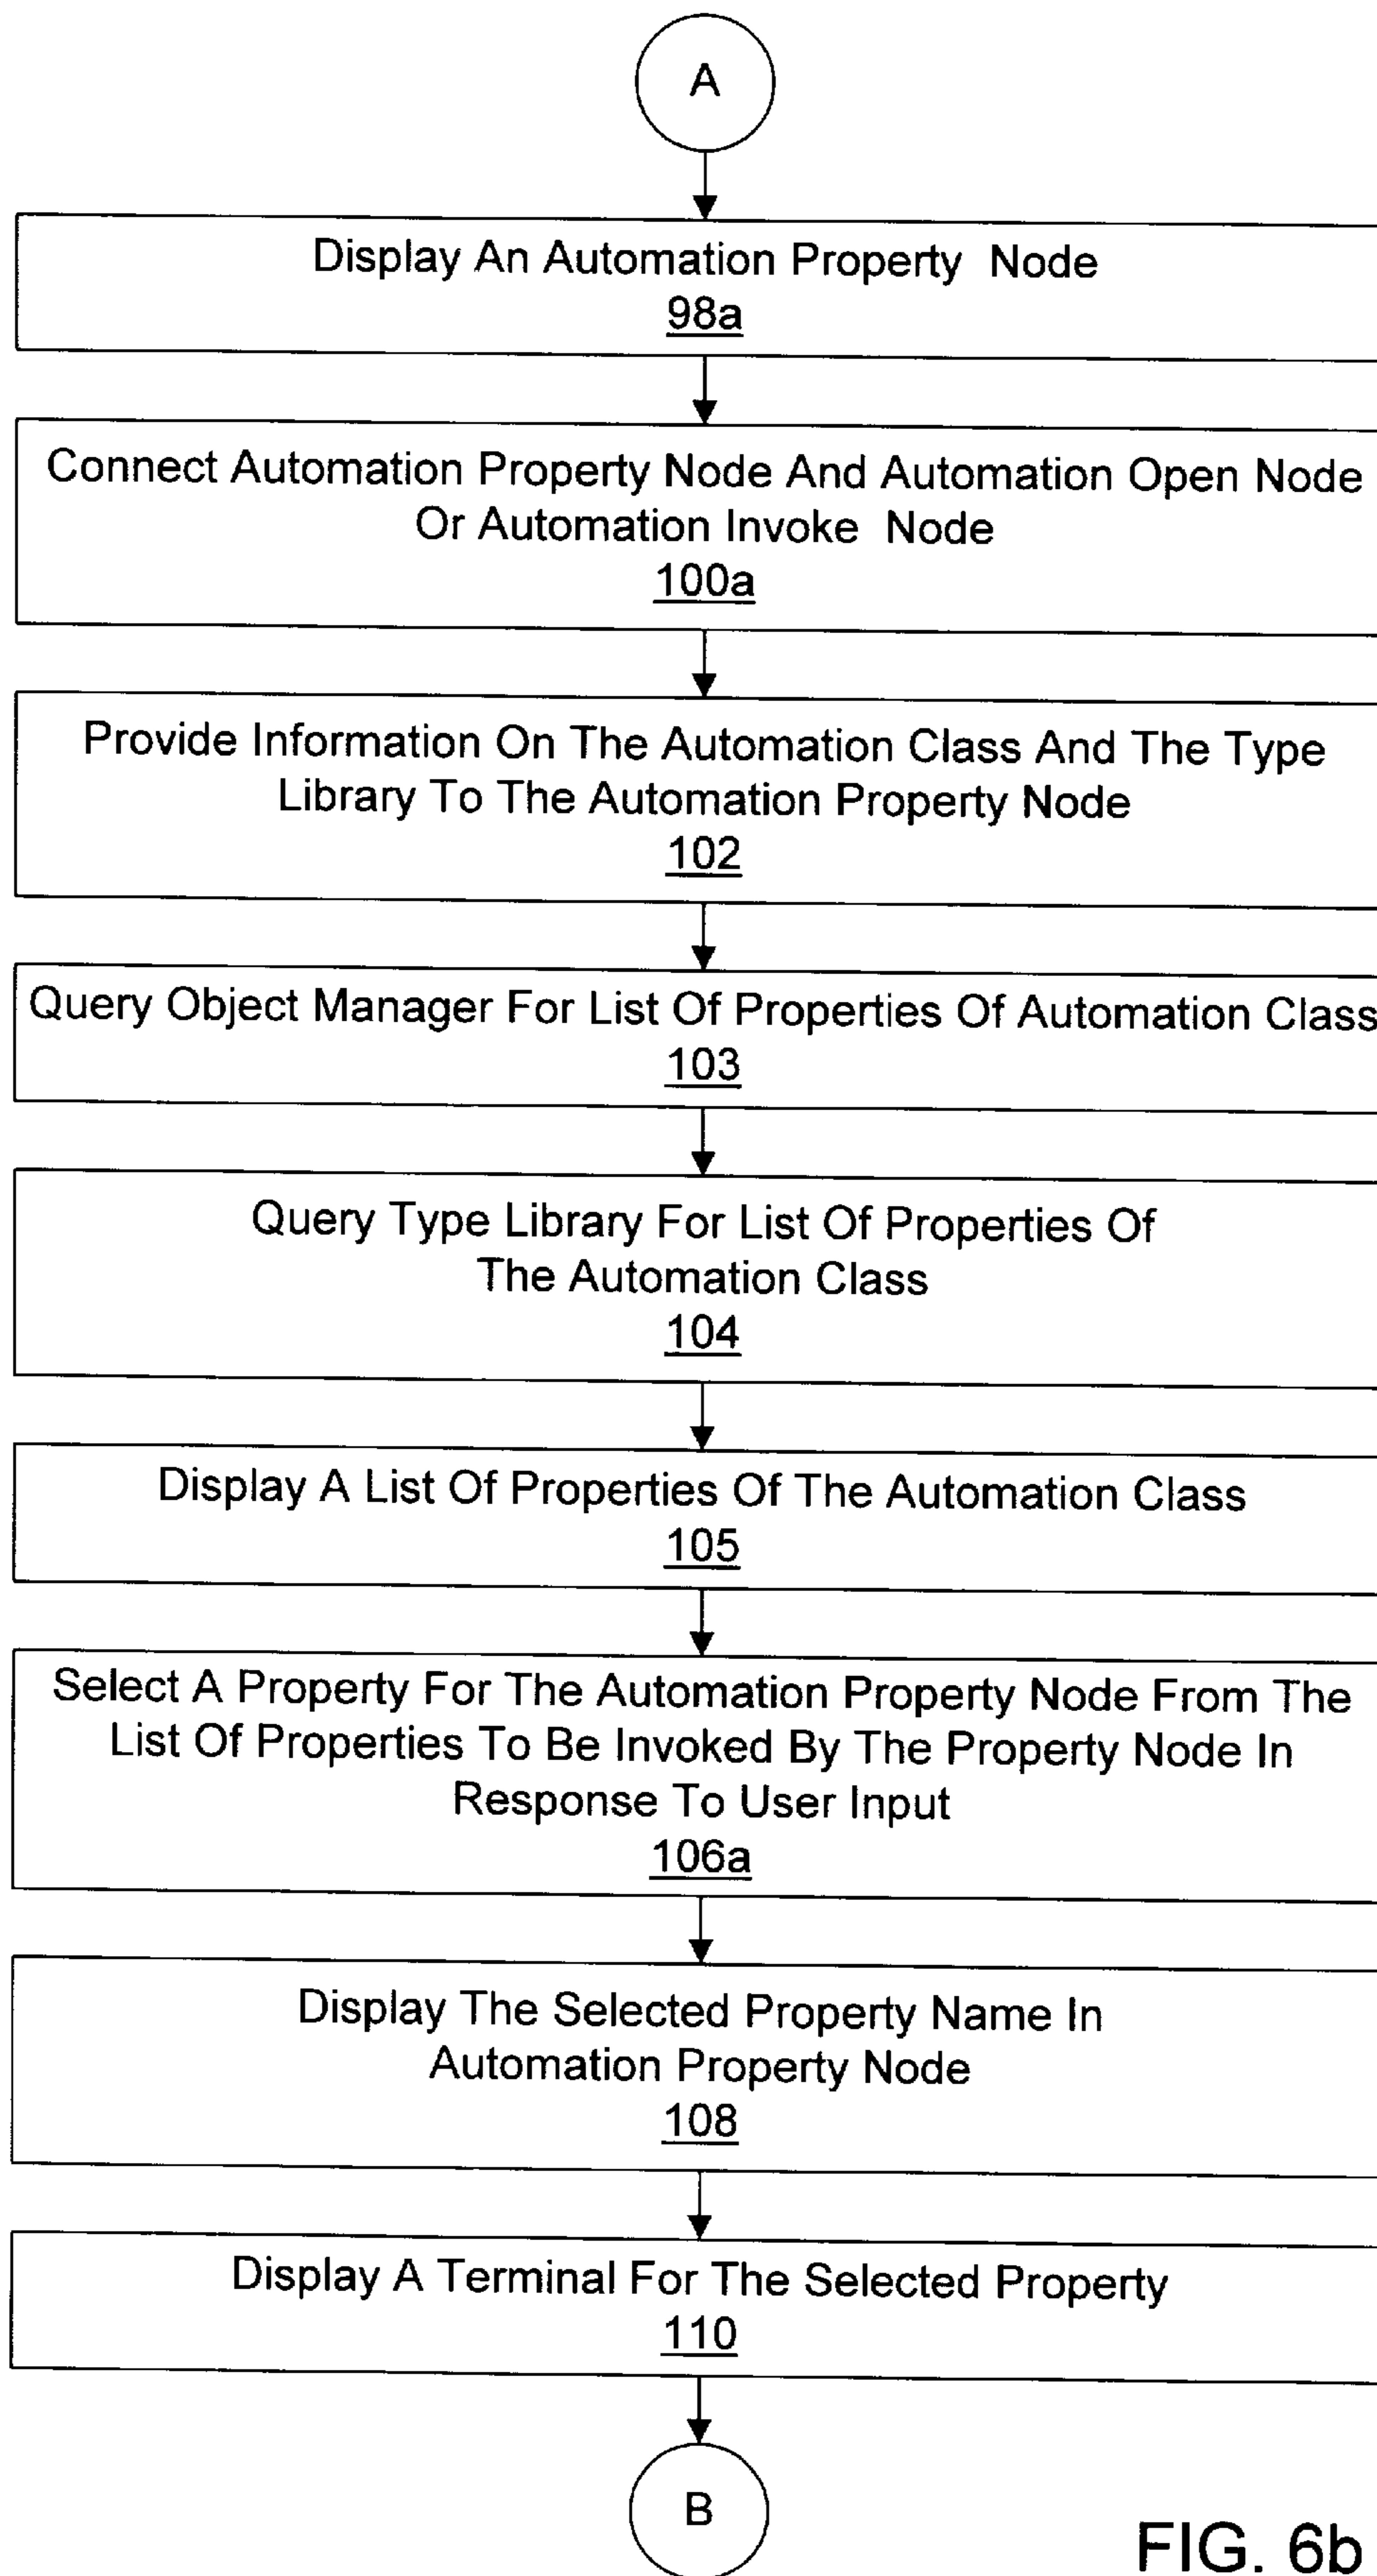 A
Display An Automation Property Node
98a
Connect Automation Property Node And Automation Open Node
Or Automation Invoke Node
100a
Provide Information On The Automation Class And The Type
Library To The Automation Property Node
102
Query Object Manager For List Of Properties Of Automation Class
103
Query Type Library For List Of Properties Of
The Automation Class
104
Display A List Of Properties Of The Automation Class
105
Select A Property For The Automation Property Node From The
List Of Properties To Be Invoked By The Property Node In
Response To User Input
106a
Display The Selected Property Name In
Automation Property Node
108
Display A Terminal For The Selected Property
110
B
FIG. 6b